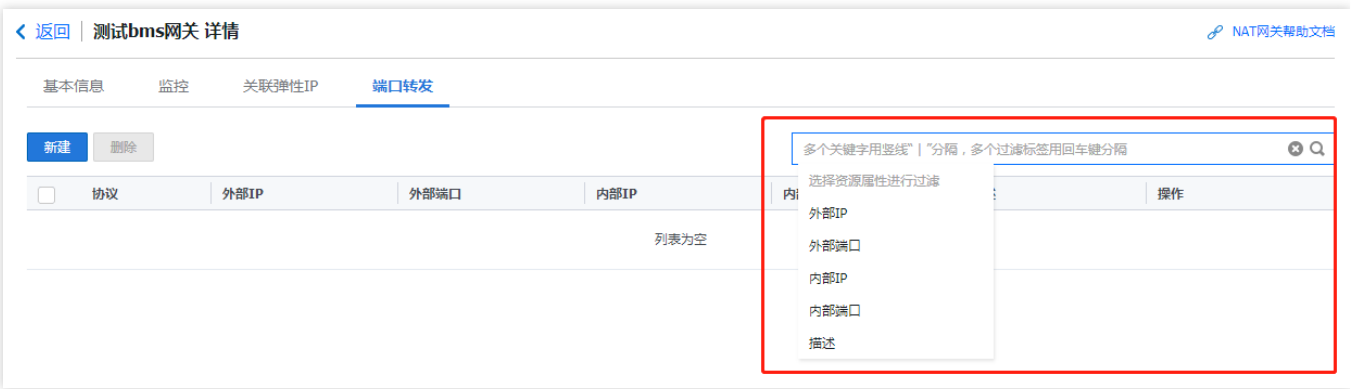 返回 测试bms网关 详情 NAT网关帮助文档
基本信息 监控 关联弹性IP 端口转发
新建 删除 多个关键字用竖线"|"分隔，多个过滤标签用回车键分隔
选择资源属性进行过滤
协议 外部IP 外部端口 内部IP 内 操作
外部IP
列表为空
外部端口
内部IP
内部端口
描述